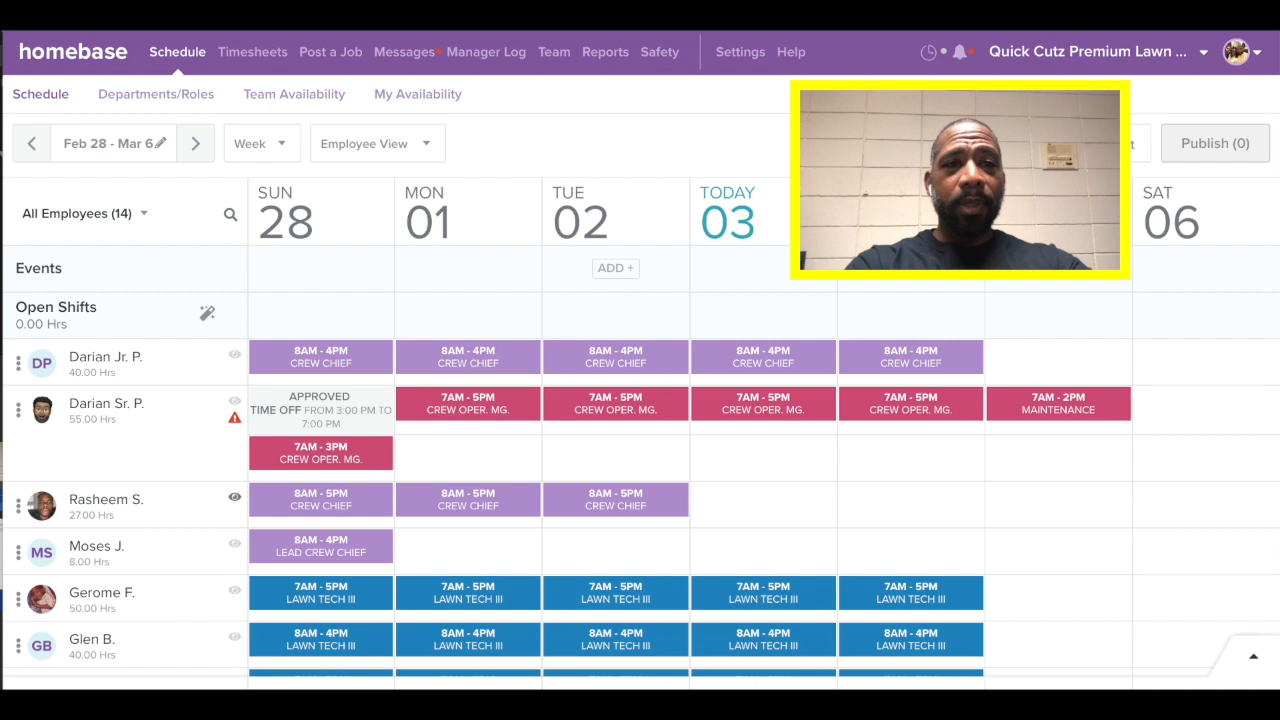 homebase
Schedule Timesheets Post a Job Messages Manager Log Team Reports Safety Settings Help Quick Cutz Premium Lawn ...
Schedule Departments/Roles Team Availability My Availability
Feb 28 - Mar 6 Week Employee View Publish (0)
All Employees (14)
SUN MON TUE TODAY SAT
28 01 02 03 06
Events ADD +
Open Shifts
0.00 Hrs
DP Darian Jr. P.
40.00 Hrs
8AM - 4PM 8AM - 4PM 8AM - 4PM 8AM - 4PM 8AM - 4PM
CREW CHIEF CREW CHIEF CREW CHIEF CREW CHIEF CREW CHIEF
Darian Sr. P.
55.00 Hrs
APPROVED
TIME OFF FROM 3:00 PM TO
7:00 PM
7AM - 5PM 7AM - 5PM 7AM - 5PM 7AM - 5PM 7AM - 2PM
CREW OPER. MG. CREW OPER. MG. CREW OPER. MG. CREW OPER. MG. MAINTENANCE
7AM - 3PM
CREW OPER. MG.
Rasheem S.
27.00 Hrs
8AM - 5PM 8AM - 5PM 8AM - 5PM
CREW CHIEF CREW CHIEF CREW CHIEF
MS Moses J.
8.00 Hrs
8AM - 4PM
LEAD CREW CHIEF
Gerome F.
50.00 Hrs
7AM - 5PM 7AM - 5PM 7AM - 5PM 7AM - 5PM 7AM - 5PM
LAWN TECH III LAWN TECH III LAWN TECH III LAWN TECH III LAWN TECH III
GB Glen B.
40.00 Hrs
8AM - 4PM 8AM - 4PM 8AM - 4PM 8AM - 4PM 8AM - 4PM
LAWN TECH III LAWN TECH III LAWN TECH III LAWN TECH III LAWN TECH III